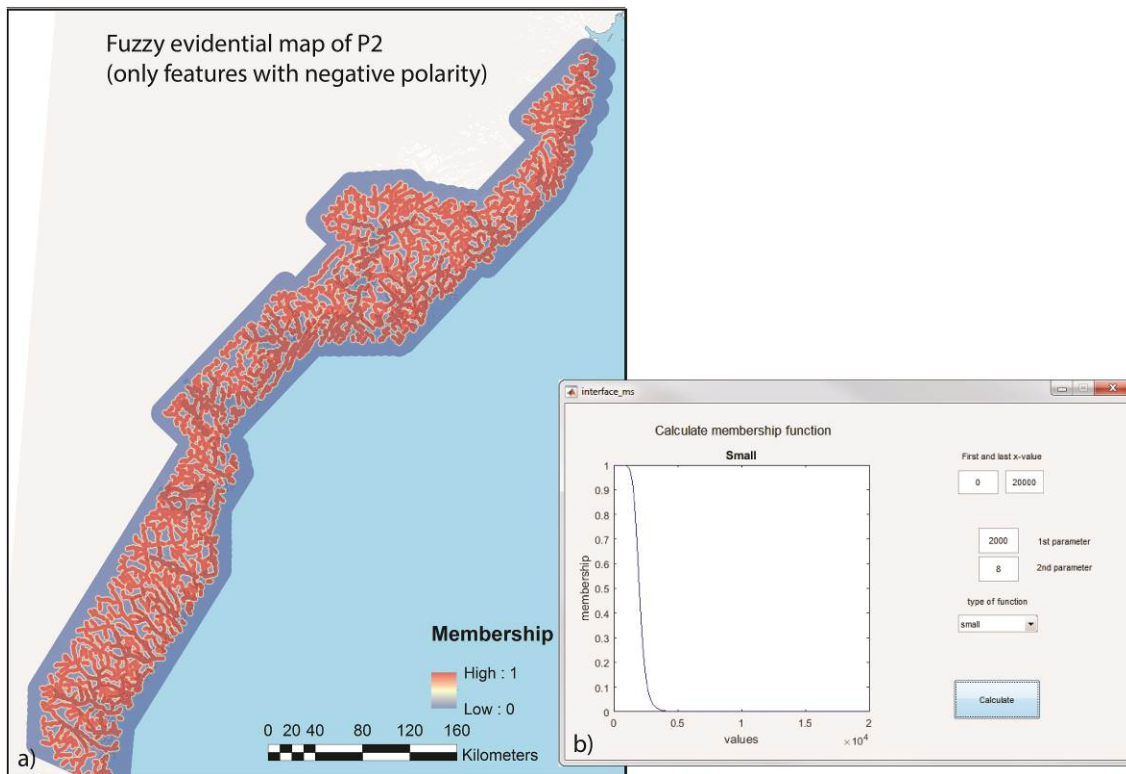 Fuzzy evidential map of P2
(only features with negative polarity)
Membership
High : 1
Low : 0
0 20 40 80 120 160
Kilometers
a)
interface_ms
Calculate membership function
Small
1
0.9
0.8
0.7
0.6
0.5
0.4
0.3
0.2
0.1
0
membership
0 0.5 1 1.5 2
×10⁴
values
First and last x-value
0 20000
2000 1st parameter
8 2nd parameter
type of function
small
Calculate
b)